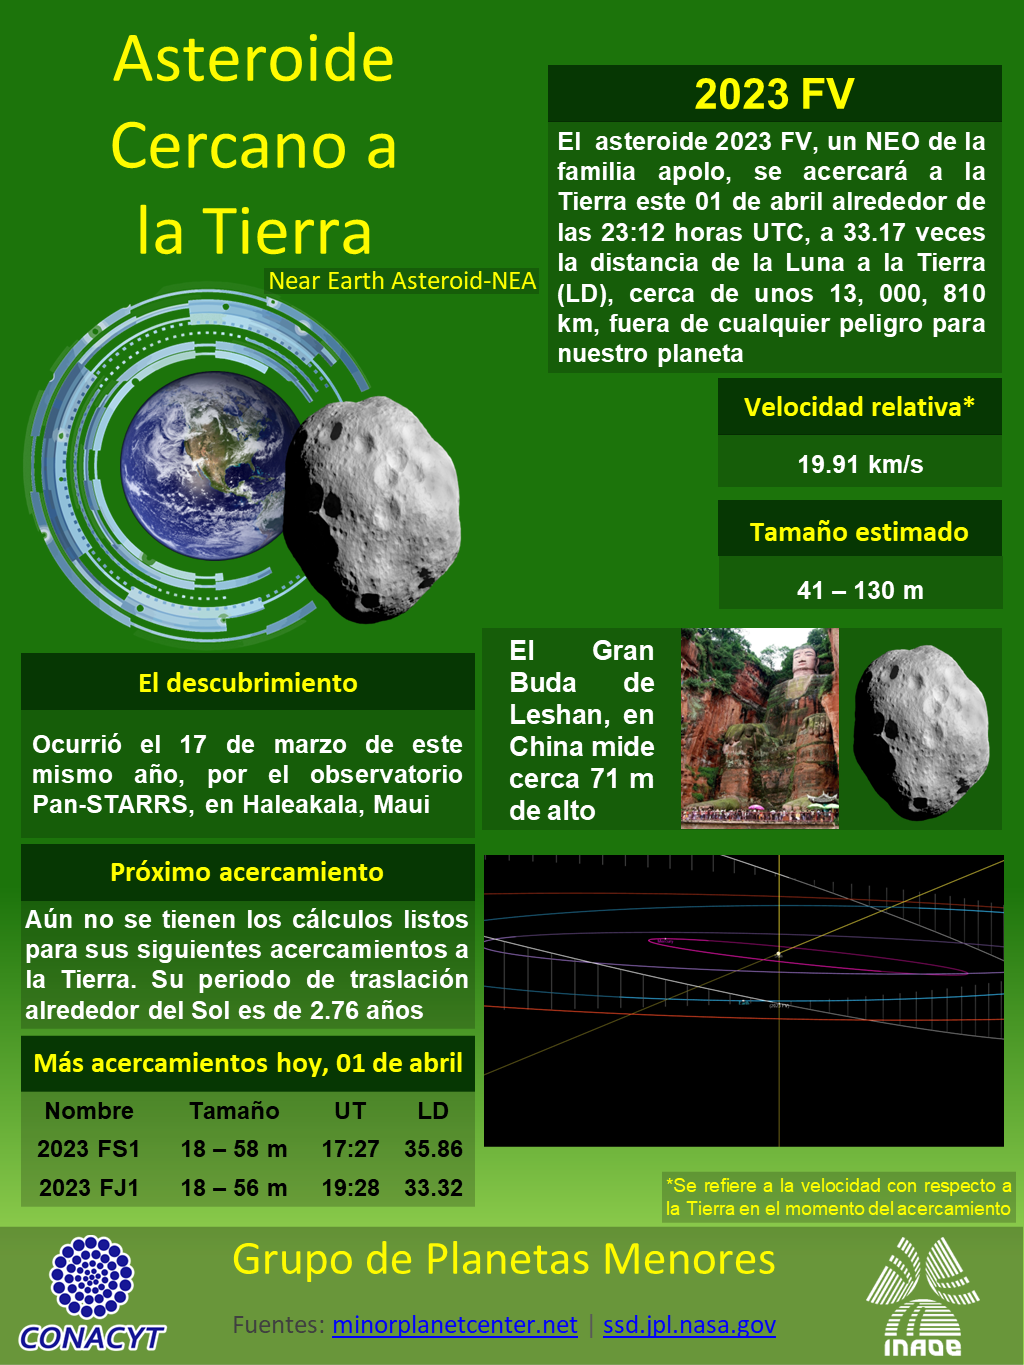 Asteroide
Cercano a
la Tierra
Near Earth Asteroid-NEA
2023 FV
El asteroide 2023 FV, un NEO de la
familia apolo, se acercará a la
Tierra este 01 de abril alrededor de
las 23:12 horas UTC, a 33.17 veces
la distancia de la Luna a la Tierra
(LD), cerca de unos 13, 000, 810
km, fuera de cualquier peligro para
nuestro planeta
Velocidad relativa*
19.91 km/s
Tamaño estimado
41 – 130 m
El Gran
Buda de
Leshan, en
China mide
cerca 71 m
de alto
El descubrimiento
Ocurrió el 17 de marzo de este
mismo año, por el observatorio
Pan-STARRS, en Haleakala, Maui
Próximo acercamiento
Aún no se tienen los cálculos listos
para sus siguientes acercamientos a
la Tierra. Su periodo de traslación
alrededor del Sol es de 2.76 años
Más acercamientos hoy, 01 de abril
Nombre Tamaño UT LD
2023 FS1 18 – 58 m 17:27 35.86
2023 FJ1 18 – 56 m 19:28 33.32
*Se refiere a la velocidad con respecto a
la Tierra en el momento del acercamiento
Grupo de Planetas Menores
Fuentes: minorplanetcenter.net | ssd.jpl.nasa.gov
CONACYT
INAOE